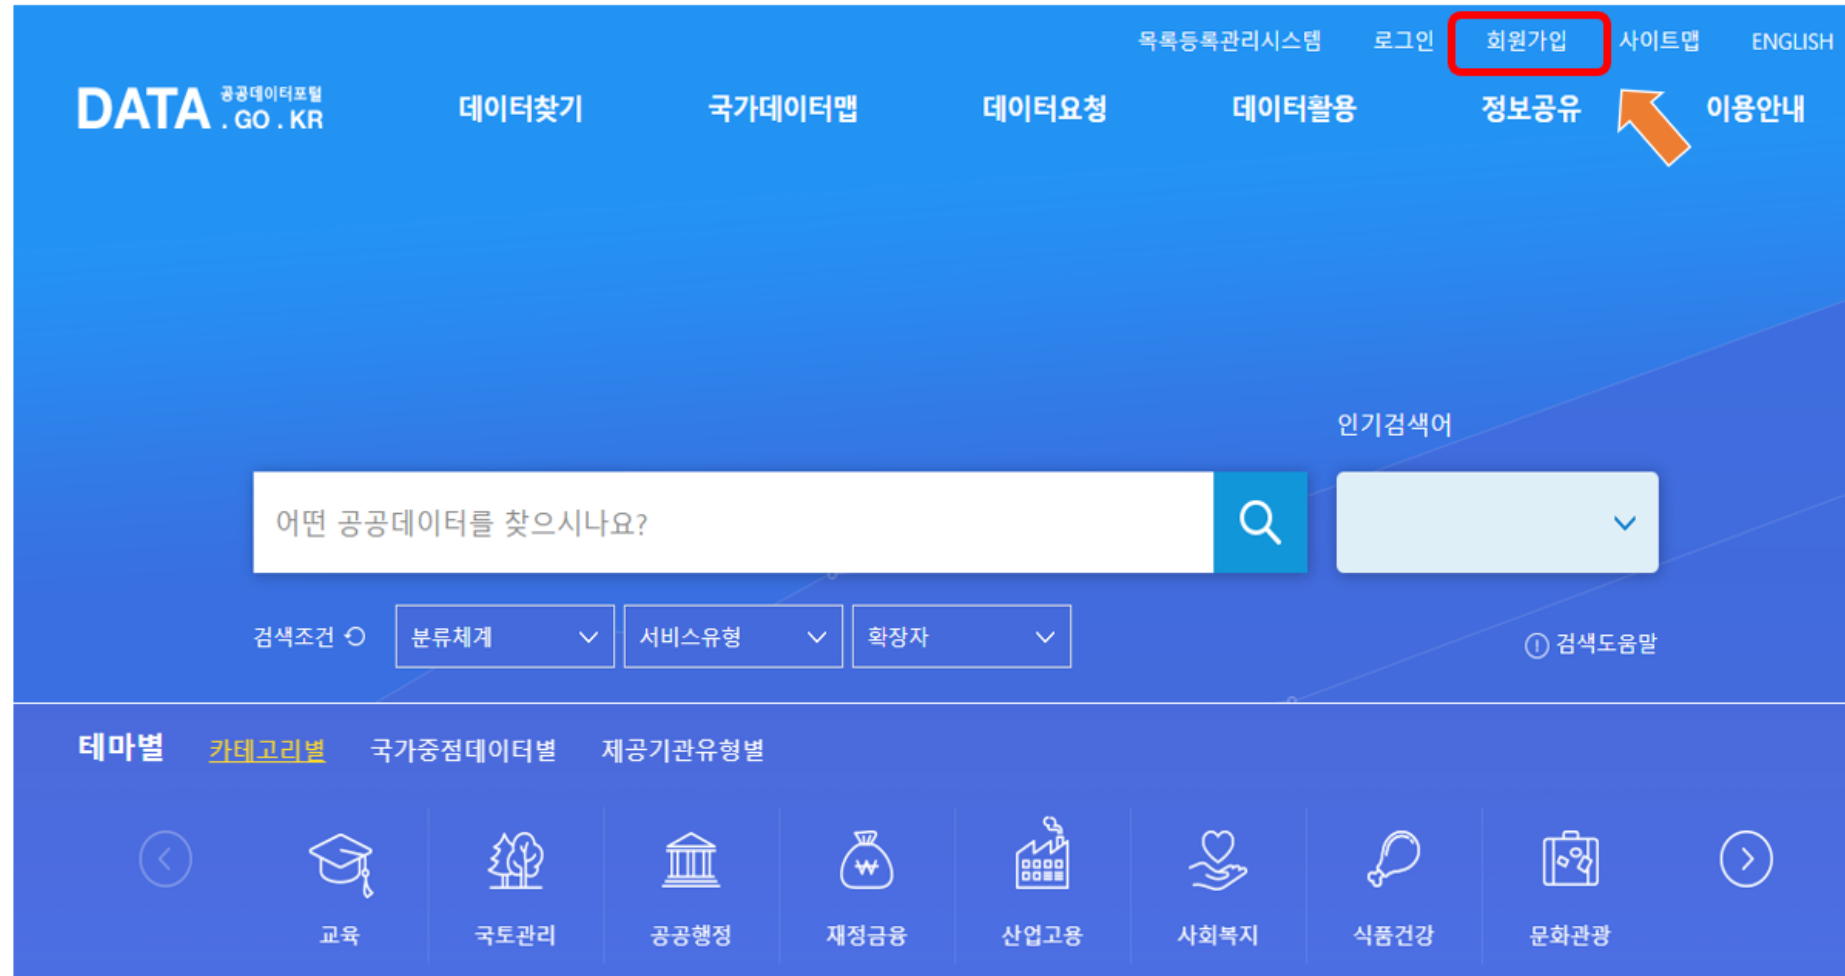 목록등록관리시스템 로그인 회원가입 사이트맵 ENGLISH
DATA 공공데이터포털 . GO . KR
데이터찾기 국가데이터맵 데이터요청 데이터활용 정보공유 이용안내
인기검색어
어떤 공공데이터를 찾으시나요?
검색조건 분류체계 서비스유형 확장자 검색도움말
테마별 카테고리별 국가중점데이터별 제공기관유형별
교육 국토관리 공공행정 재정금융 산업고용 사회복지 식품건강 문화관광